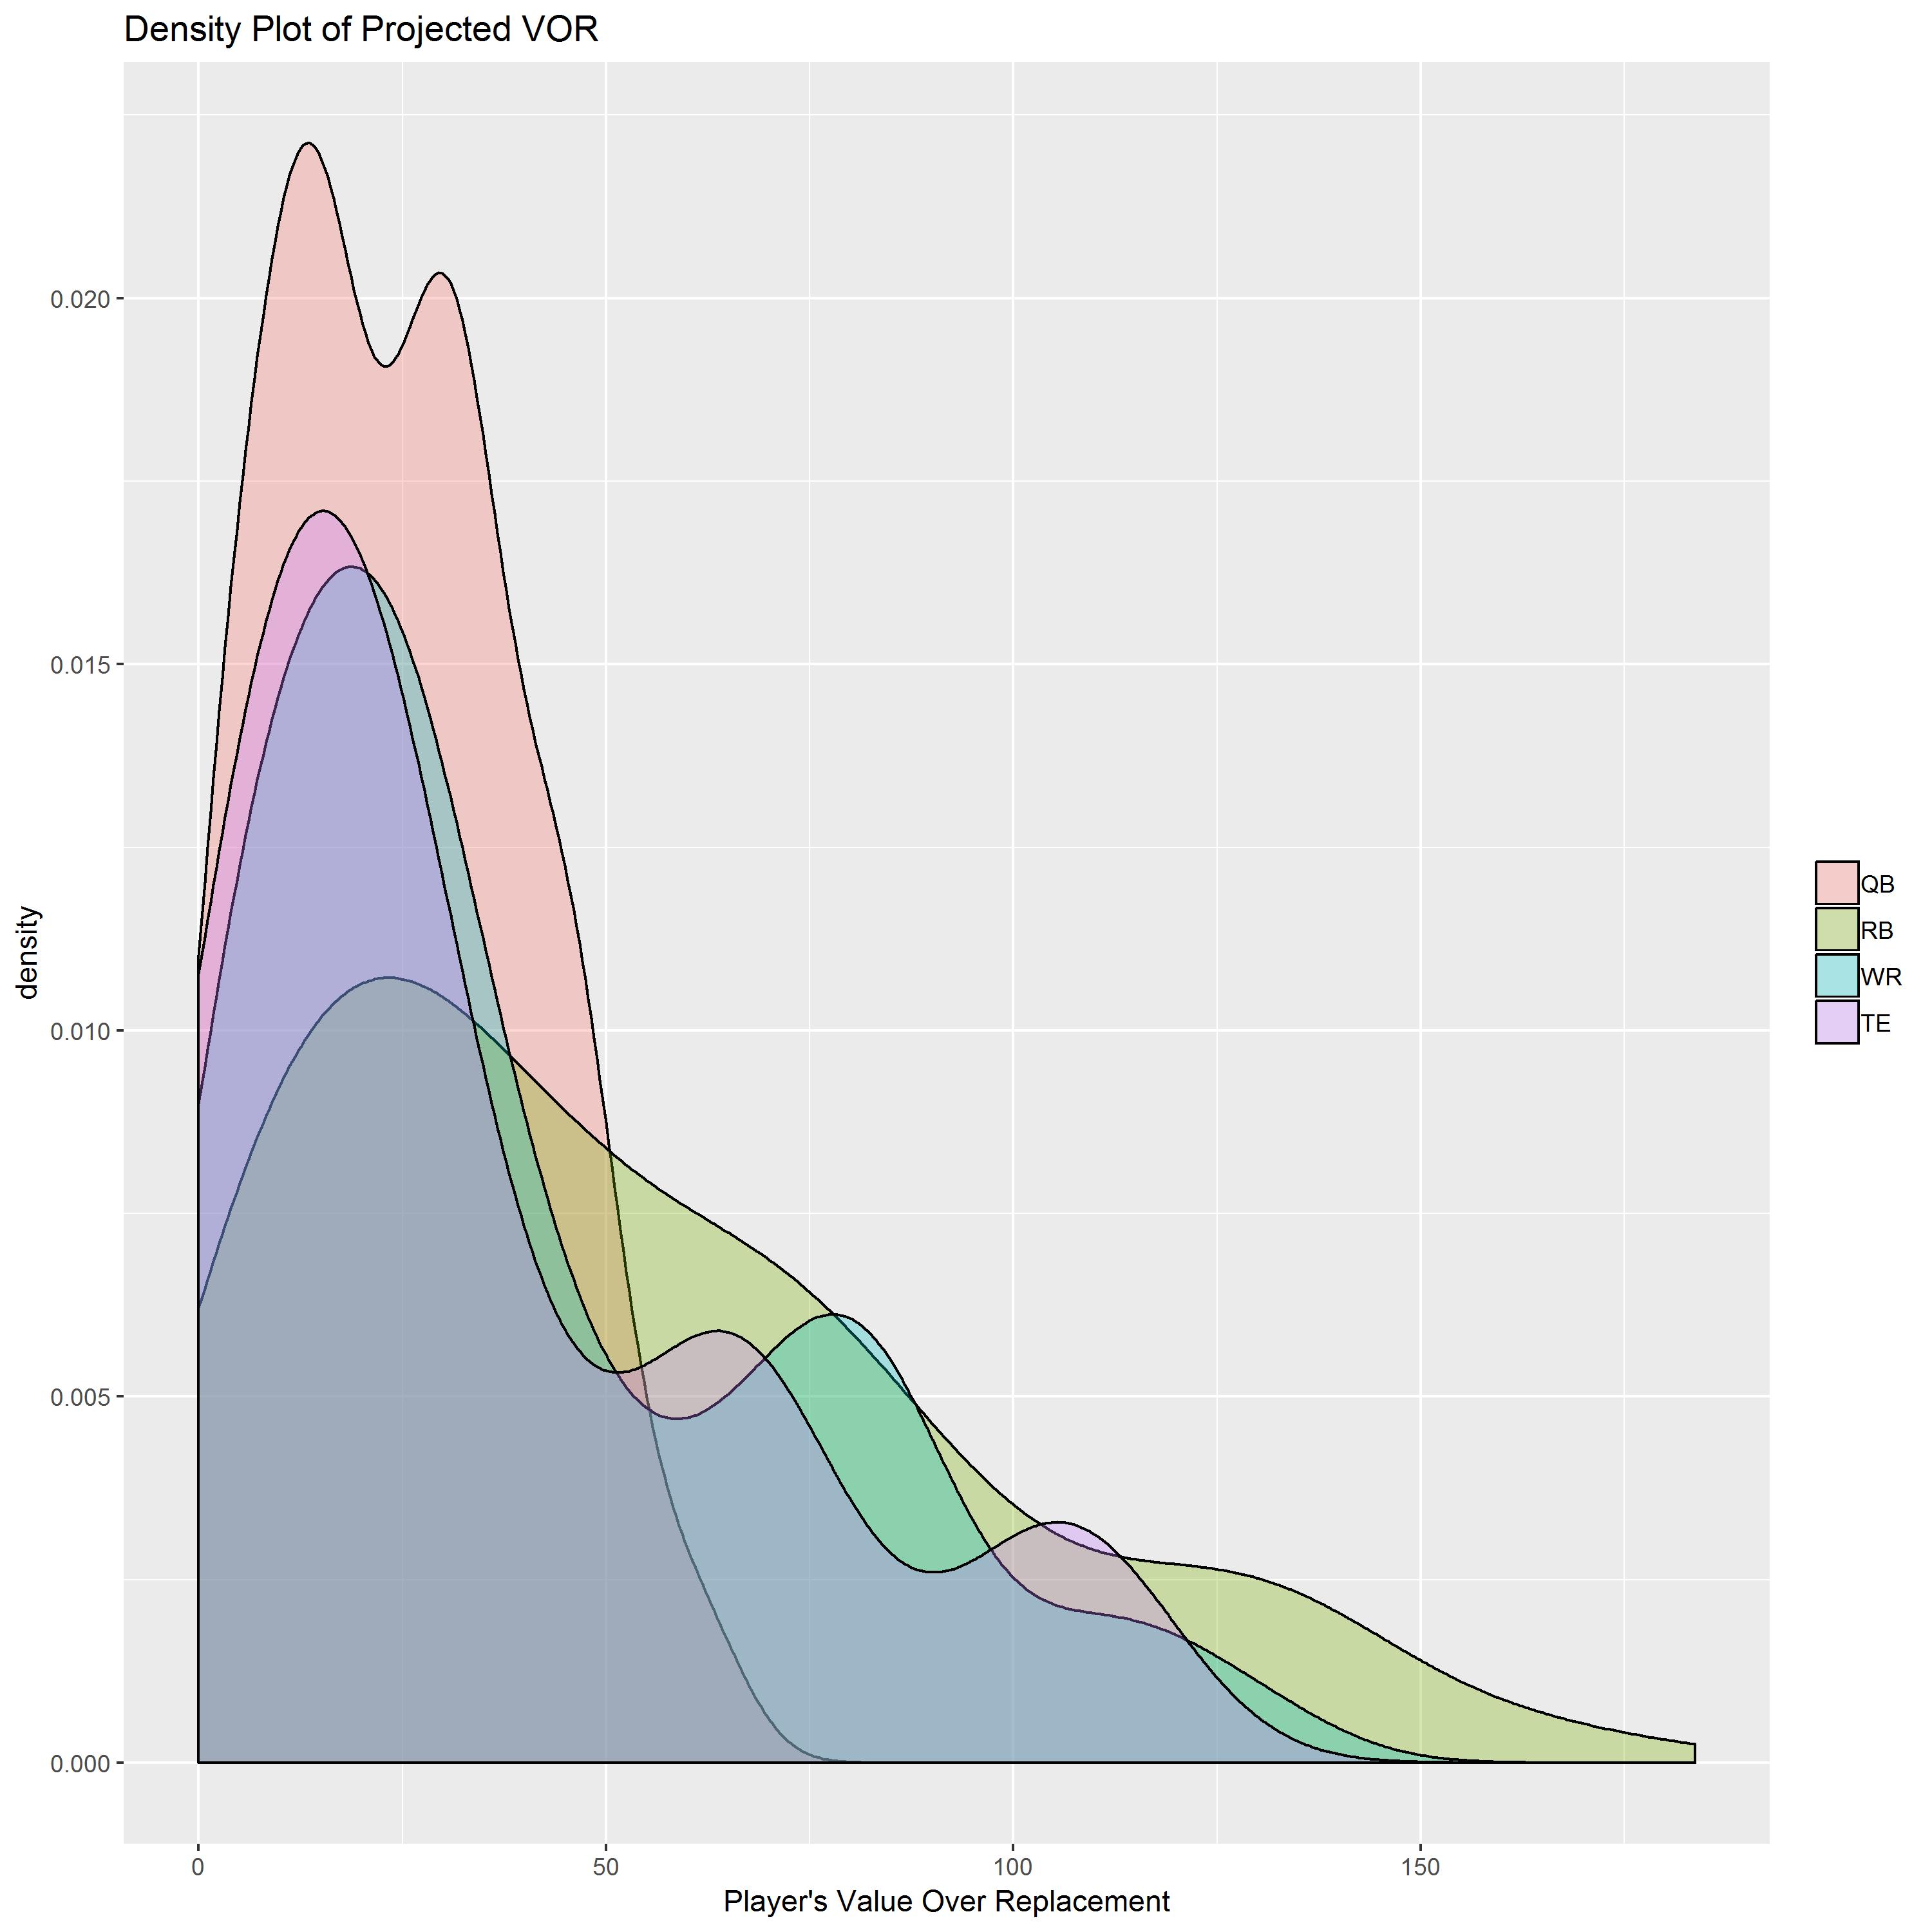 Density Plot of Projected VOR
density
0.020
0.015
0.010
0.005
0.000
0
50
100
150
Player's Value Over Replacement
QB
RB
WR
TE